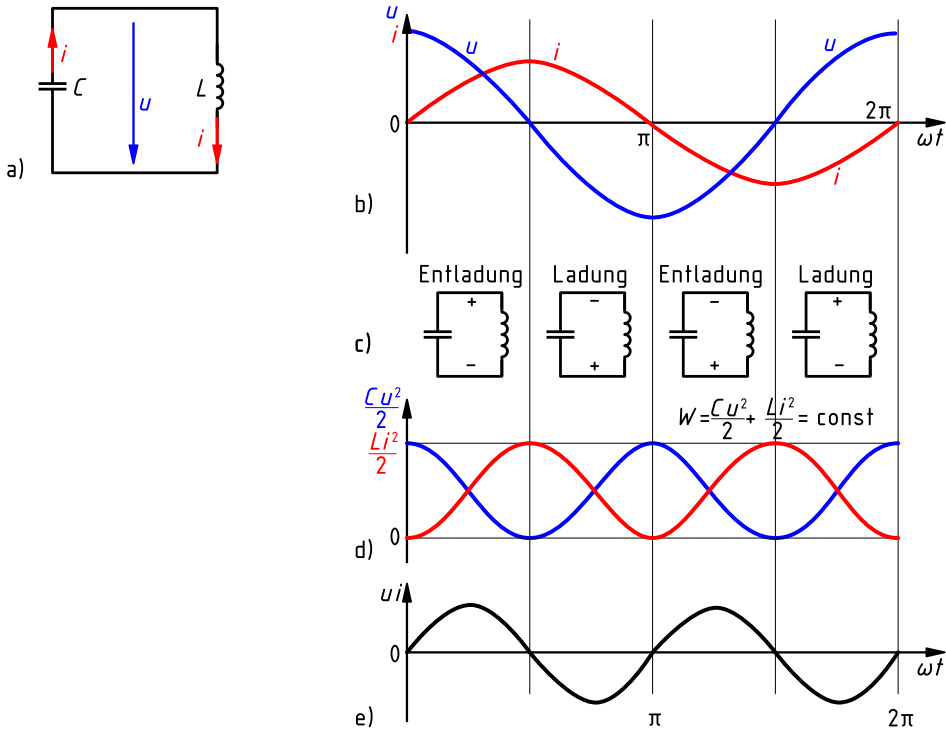 i
C
u
L
i
a)
u
i
u
i
u
0
π
2π
ωt
i
b)
Entladung Ladung Entladung Ladung
+ − − +
c)
− + + −
Cu²/2
W = Cu²/2 + Li²/2 = const
Li²/2
0
d)
ui
0
ωt
e)
π
2π